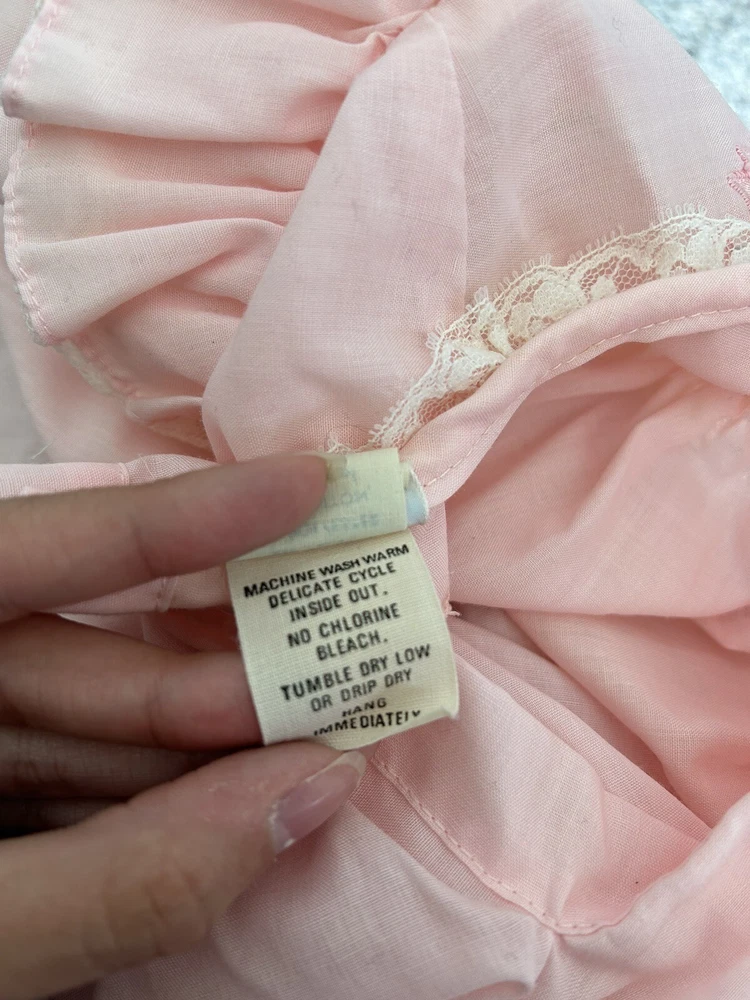 MACHINE WASH WARM
DELICATE CYCLE
INSIDE OUT.
NO CHLORINE
BLEACH.
TUMBLE DRY LOW
OR DRIP DRY
HANG
IMMEDIATELY